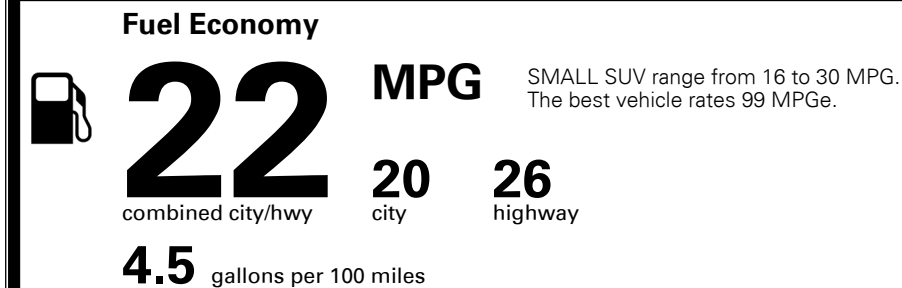 Fuel Economy
22 MPG
SMALL SUV range from 16 to 30 MPG.
The best vehicle rates 99 MPGe.
20 26
combined city/hwy city highway
4.5 gallons per 100 miles